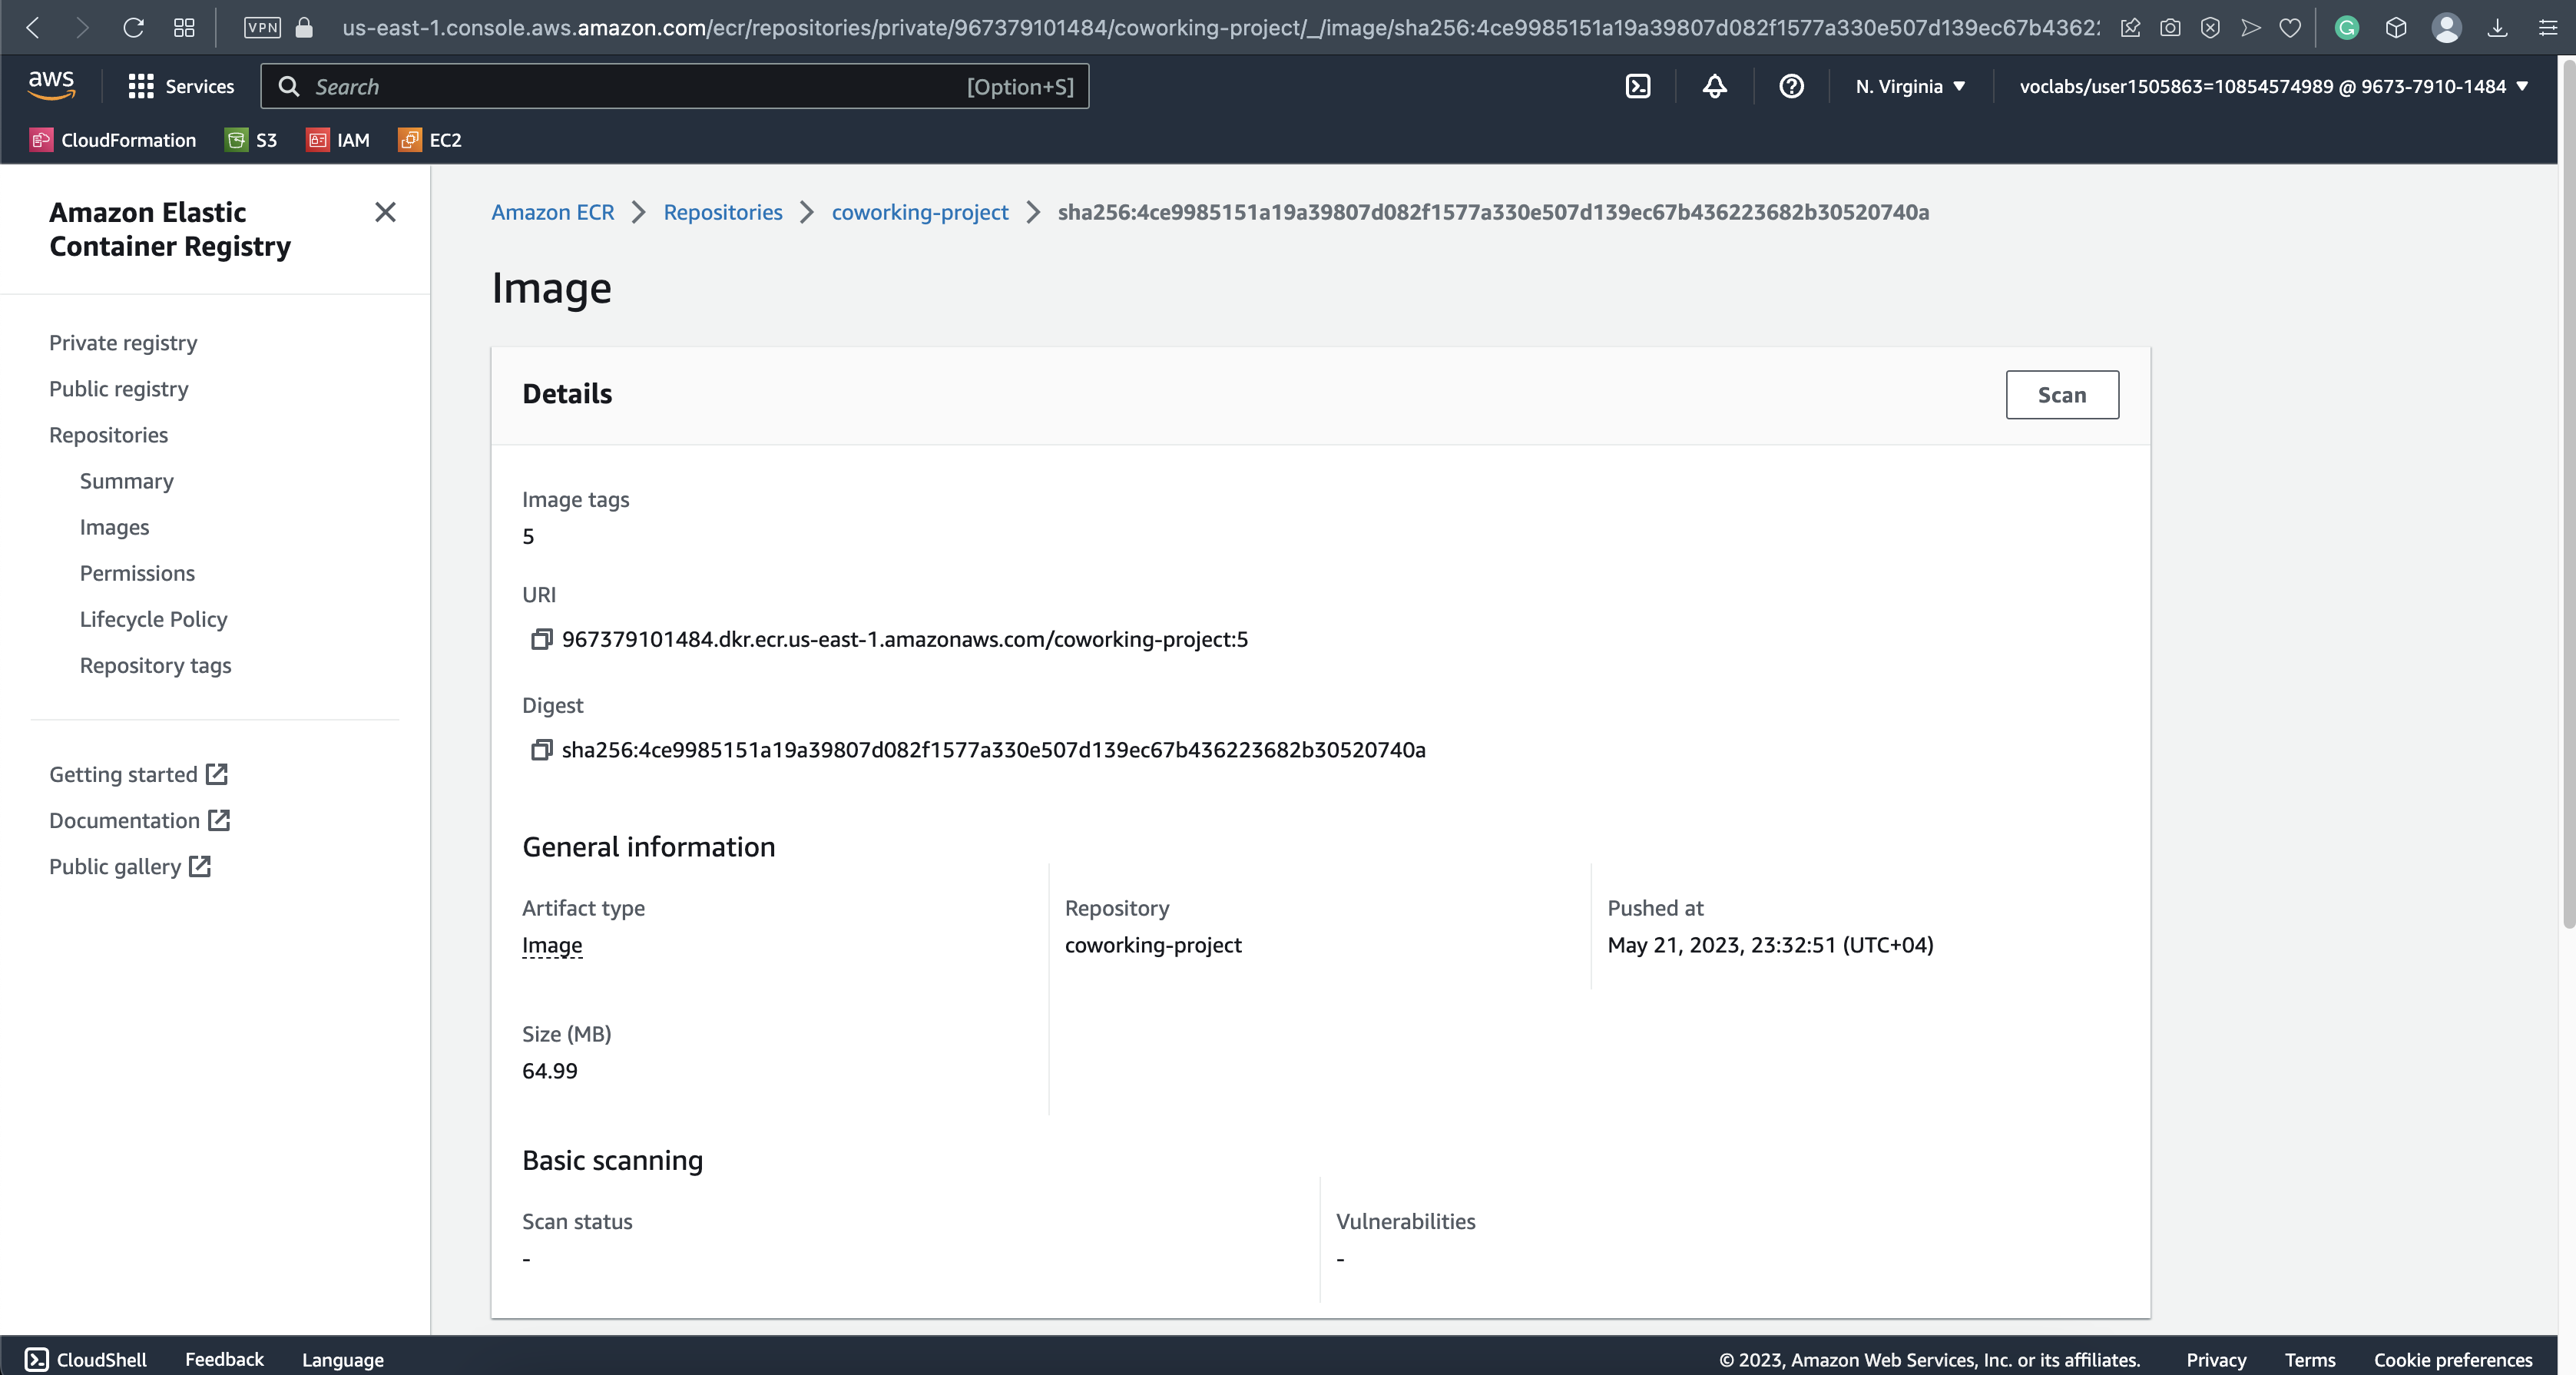 VPN
us-east-1.console.aws.amazon.com/ecr/repositories/private/967379101484/coworking-project/_/image/sha256:4ce9985151a19a39807d082f1577a330e507d139ec67b43622
aws
Services
Search
[Option+S]
N. Virginia
voclabs/user1505863=10854574989 @ 9673-7910-1484
CloudFormation
S3
IAM
EC2
Amazon Elastic
Container Registry
Private registry
Public registry
Repositories
Summary
Images
Permissions
Lifecycle Policy
Repository tags
Getting started
Documentation
Public gallery
Amazon ECR
Repositories
coworking-project
sha256:4ce9985151a19a39807d082f1577a330e507d139ec67b436223682b30520740a
Image
Details
Scan
Image tags
5
URI
967379101484.dkr.ecr.us-east-1.amazonaws.com/coworking-project:5
Digest
sha256:4ce9985151a19a39807d082f1577a330e507d139ec67b436223682b30520740a
General information
Artifact type
Image
Repository
coworking-project
Pushed at
May 21, 2023, 23:32:51 (UTC+04)
Size (MB)
64.99
Basic scanning
Scan status
-
Vulnerabilities
-
CloudShell
Feedback
Language
© 2023, Amazon Web Services, Inc. or its affiliates.
Privacy
Terms
Cookie preferences